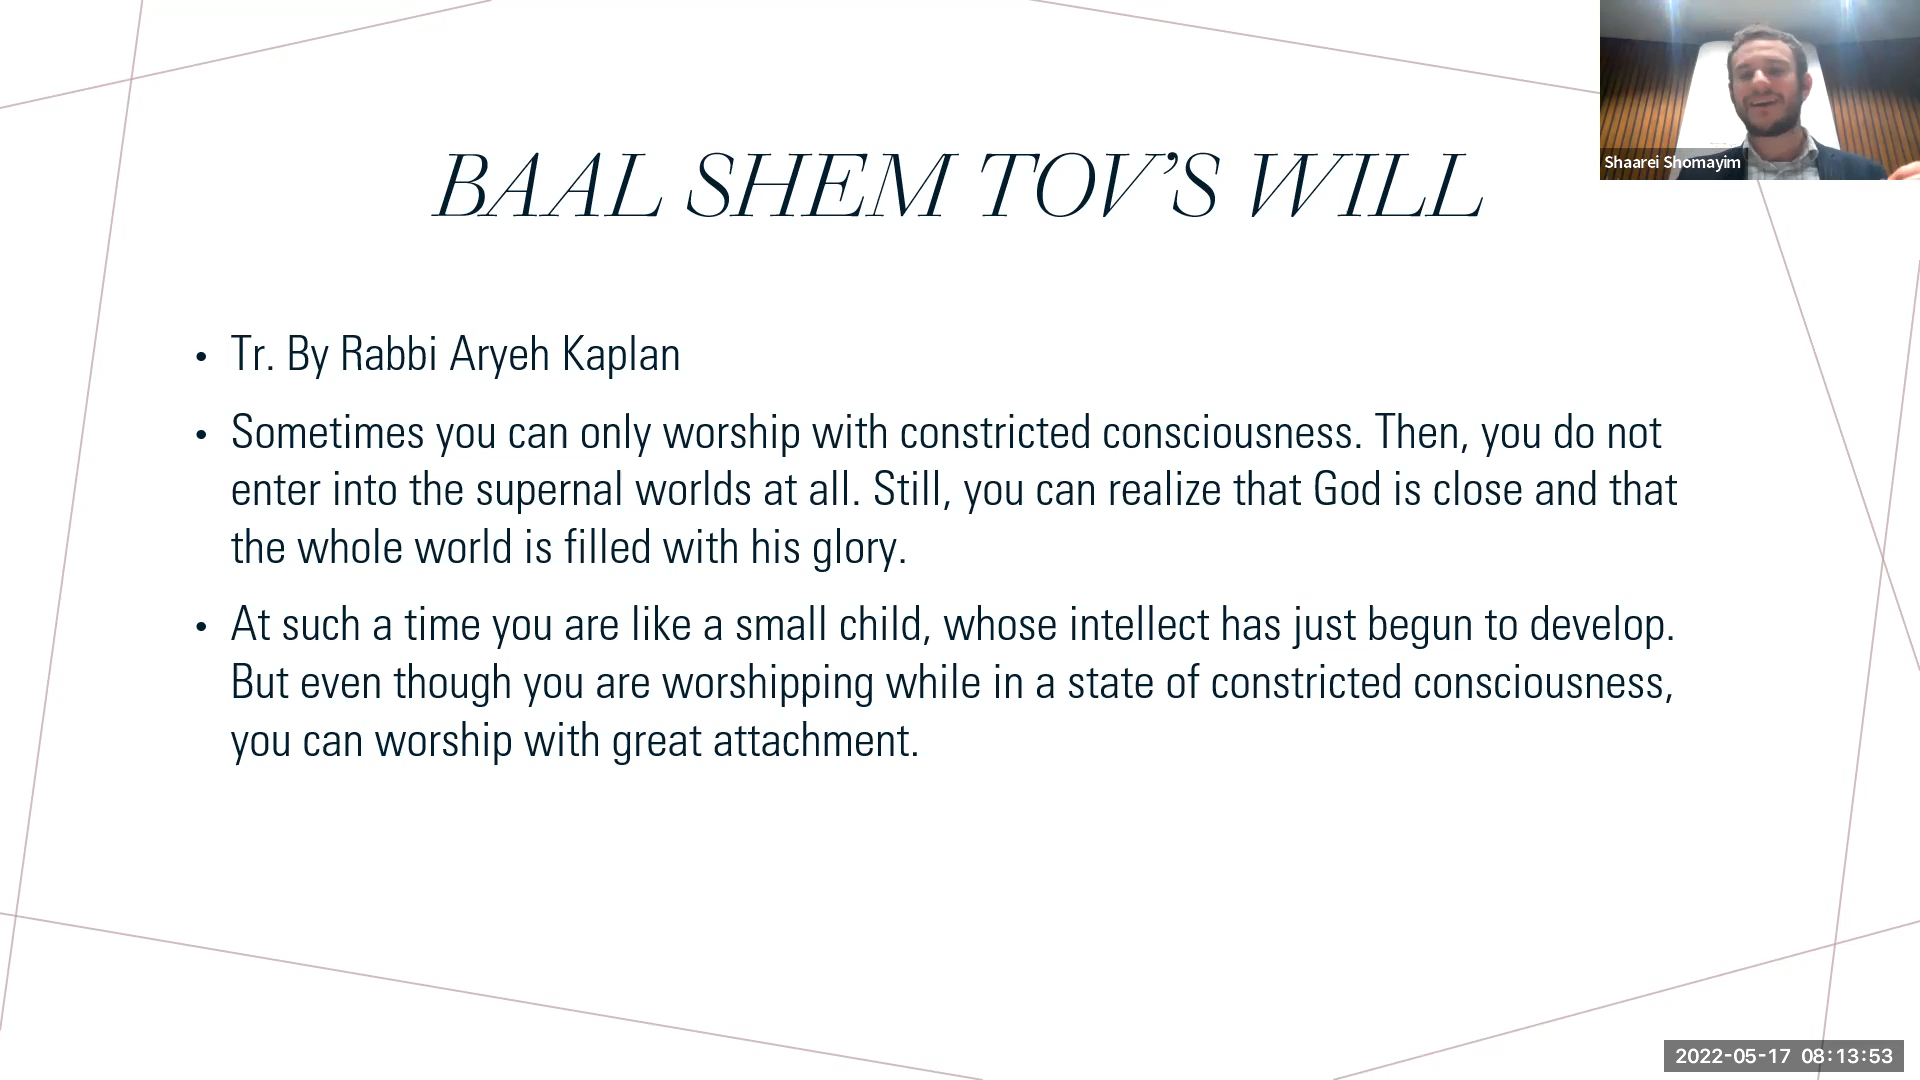 BAAL SHEM TOV’S WILL
Shaarei Shomayim
• Tr. By Rabbi Aryeh Kaplan
• Sometimes you can only worship with constricted consciousness. Then, you do not
enter into the supernal worlds at all. Still, you can realize that God is close and that
the whole world is filled with his glory.
• At such a time you are like a small child, whose intellect has just begun to develop.
But even though you are worshipping while in a state of constricted consciousness,
you can worship with great attachment.
2022-05-17 08:13:53